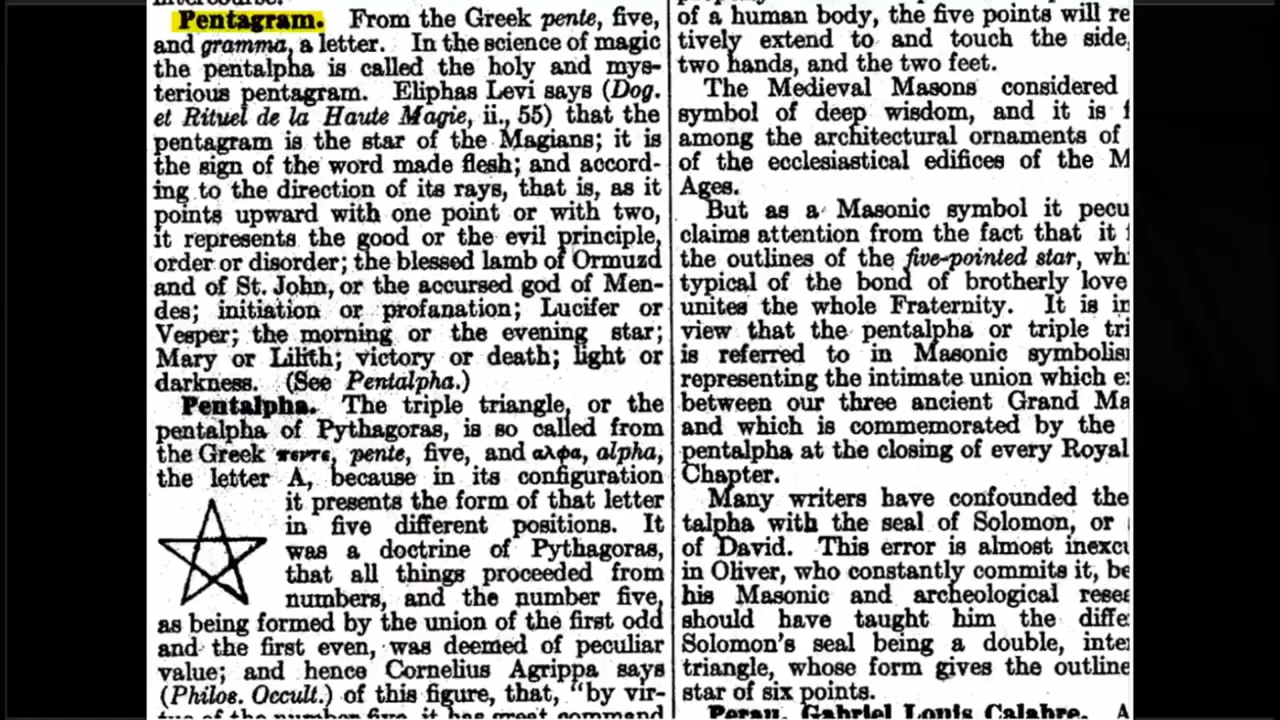 Pentagram. From the Greek pente, five,
and gramma, a letter. In the science of magic
the pentalpha is called the holy and mys-
terious pentagram. Eliphas Levi says (Dog.
et Rituel de la Haute Magie, ii., 55) that the
pentagram is the star of the Magians; it is
the sign of the word made flesh; and accord-
ing to the direction of its rays, that is, as it
points upward with one point or with two,
it represents the good or the evil principle,
order or disorder; the blessed lamb of Ormuzd
and of St. John, or the accursed god of Men-
des; initiation or profanation; Lucifer or
Vesper; the morning or the evening star;
Mary or Lilith; victory or death; light or
darkness. (See Pentalpha.)
Pentalpha. The triple triangle, or the
pentalpha of Pythagoras, is so called from
the Greek πεντε, pente, five, and αλφα, alpha,
the letter A, because in its configuration
it presents the form of that letter
in five different positions. It
was a doctrine of Pythagoras,
that all things proceeded from
numbers, and the number five,
as being formed by the union of the first odd
and the first even, was deemed of peculiar
value; and hence Cornelius Agrippa says
(Philos. Occult.) of this figure, that, "by vir-
tue of the number five, it has great command
of a human body, the five points will re
tively extend to and touch the side,
two hands, and the two feet.
The Medieval Masons considered
symbol of deep wisdom, and it is f
among the architectural ornaments of
of the ecclesiastical edifices of the M
Ages.
But as a Masonic symbol it pecu
claims attention from the fact that it f
the outlines of the five-pointed star, wh
typical of the bond of brotherly love
unites the whole Fraternity. It is in
view that the pentalpha or triple tri
is referred to in Masonic symbolis
representing the intimate union which e
between our three ancient Grand Ma
and which is commemorated by the
pentalpha at the closing of every Royal
Chapter.
Many writers have confounded the
talpha with the seal of Solomon, or
of David. This error is almost inexcu
in Oliver, who constantly commits it, be
his Masonic and archeological rese
should have taught him the diffe
Solomon's seal being a double, inte
triangle, whose form gives the outline
star of six points.
Perau, Gabriel Louis Calabre. A